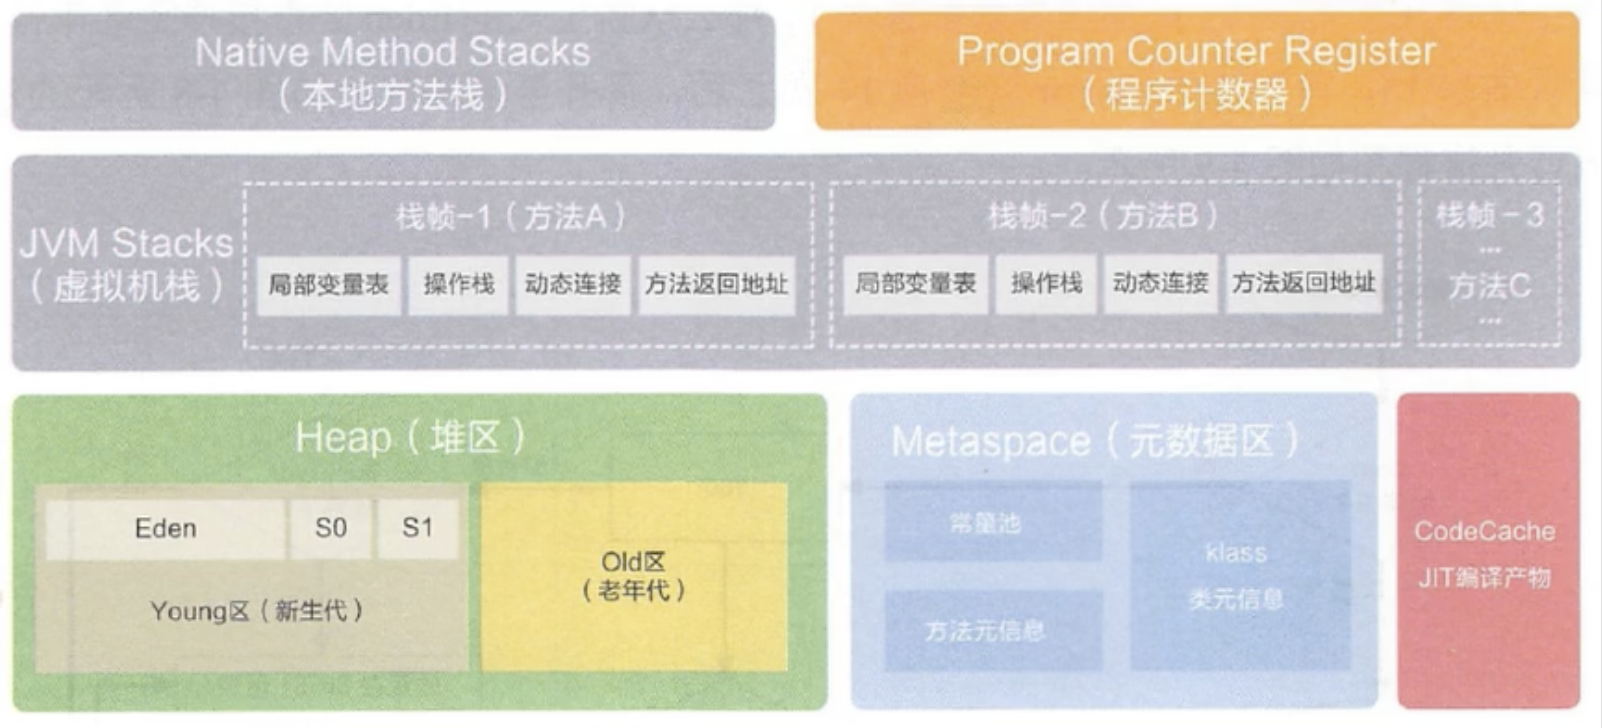 Native Method Stacks
（本地方法栈）
Program Counter Register
（程序计数器）
JVM Stacks
（虚拟机栈）
栈帧-1（方法A）
局部变量表
操作栈
动态连接
方法返回地址
栈帧-2（方法B）
局部变量表
操作栈
动态连接
方法返回地址
栈帧-3
...
方法C
...
Heap（堆区）
Eden
S0
S1
Young区（新生代）
Old区
（老年代）
Metaspace（元数据区）
常量池
方法元信息
klass
类元信息
CodeCache
JIT编译产物